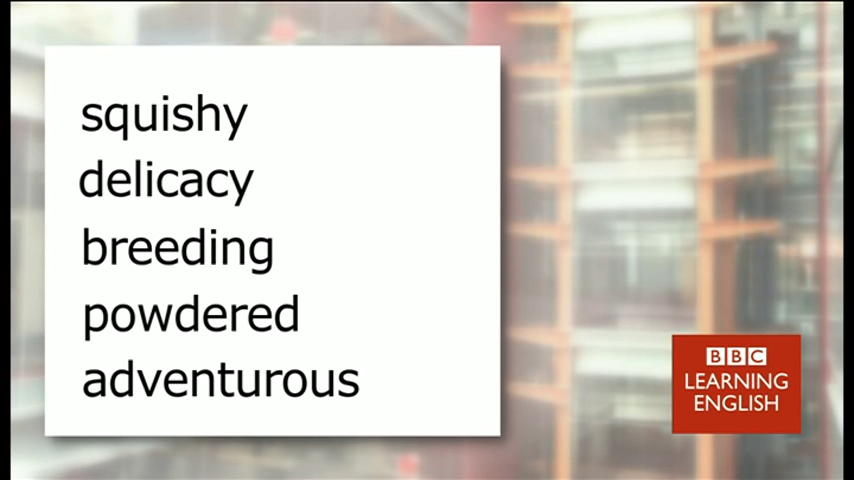 squishy
delicacy
breeding
powdered
adventurous
BBC
LEARNING
ENGLISH